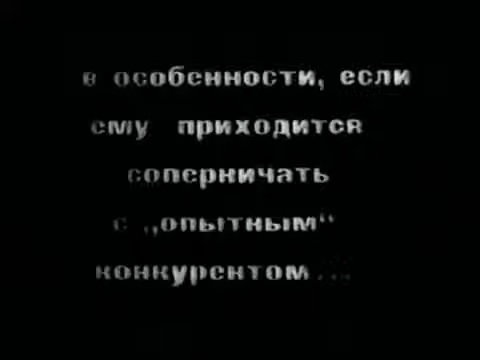 в особенности, если
ему приходится
соперничать
с „опытным“
конкурентом...